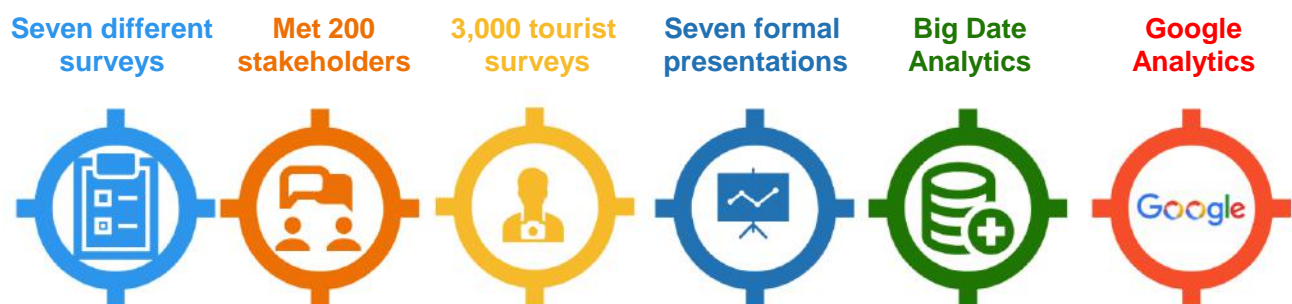 Seven different
surveys
Met 200
stakeholders
3,000 tourist
surveys
Seven formal
presentations
Big Date
Analytics
Google
Analytics
Google